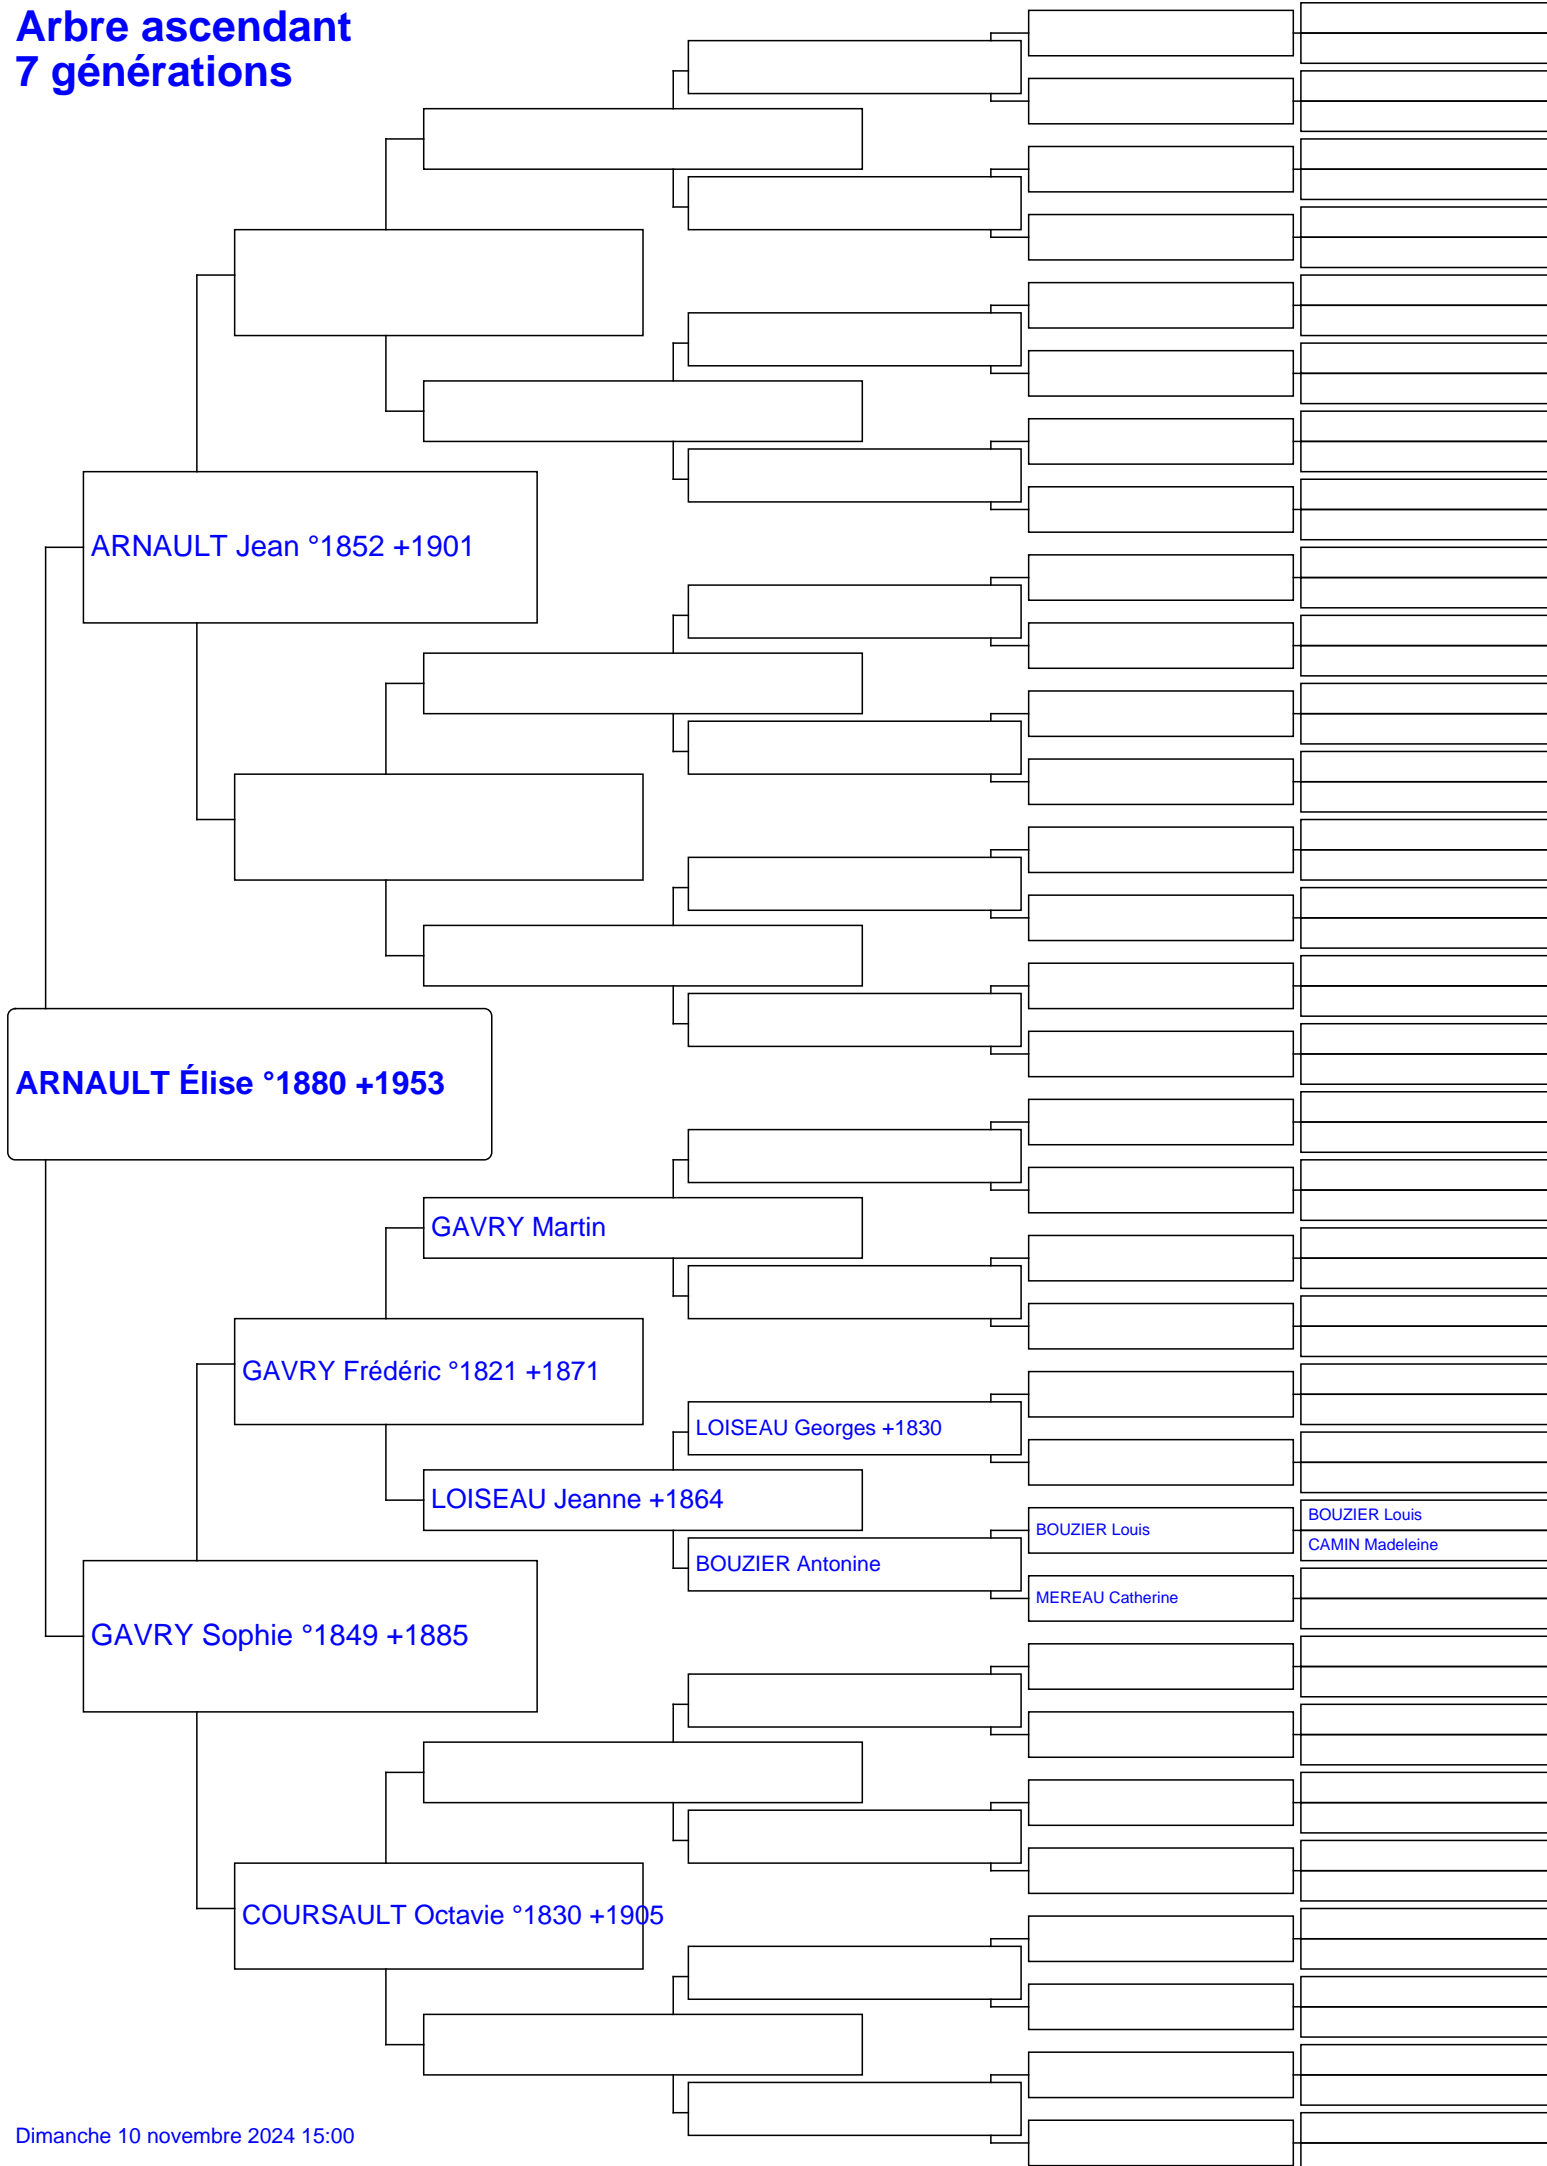 Arbre ascendant
7 générations
ARNAULT Jean °1852 +1901
ARNAULT Élise °1880 +1953
GAVRY Martin
GAVRY Frédéric °1821 +1871
LOISEAU Georges +1830
LOISEAU Jeanne +1864
BOUZIER Louis
BOUZIER Louis
CAMIN Madeleine
BOUZIER Antonine
MEREAU Catherine
GAVRY Sophie °1849 +1885
COURSAULT Octavie °1830 +1905
Dimanche 10 novembre 2024 15:00